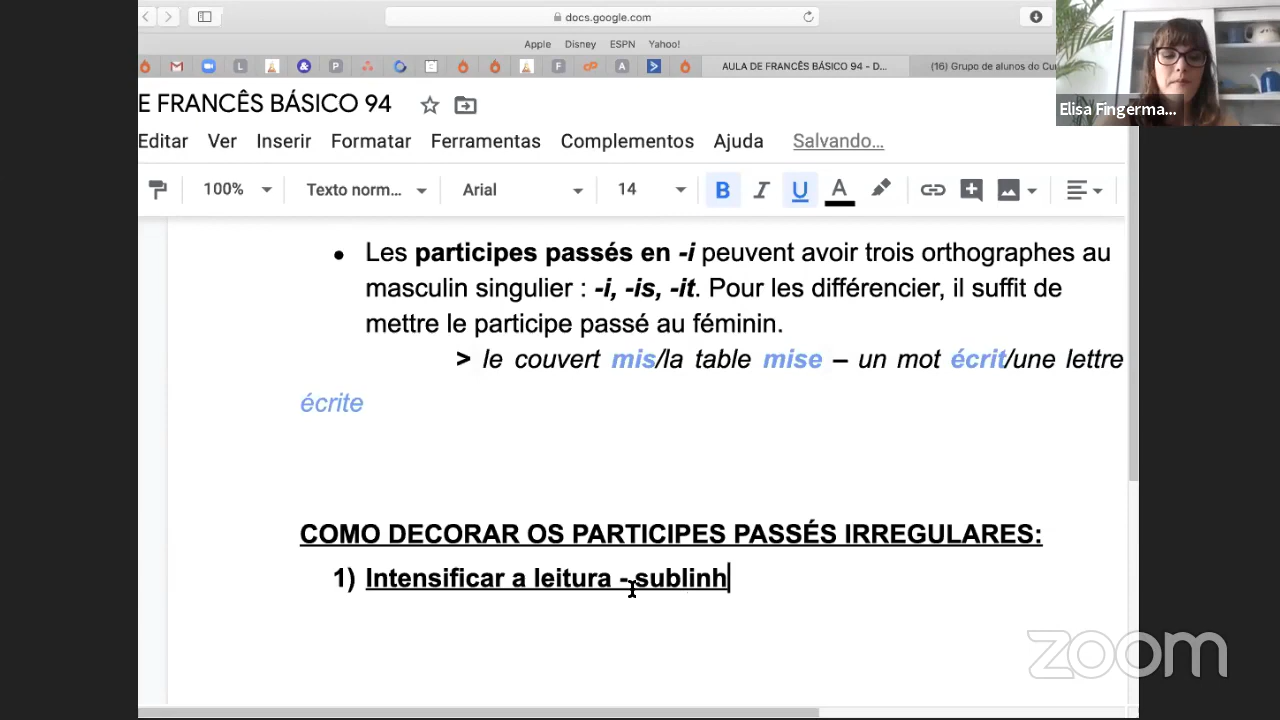 docs.google.com
Apple Disney ESPN Yahoo!
AULA DE FRANCÊS BÁSICO 94 - D... (16) Grupo de alunos do Cur
Elisa Fingerma...
E FRANCÊS BÁSICO 94
Editar Ver Inserir Formatar Ferramentas Complementos Ajuda Salvando...
100% Texto norm... Arial 14 B I U A
• Les participes passés en -i peuvent avoir trois orthographes au
masculin singulier : -i, -is, -it. Pour les différencier, il suffit de
mettre le participe passé au féminin.
> le couvert mis/la table mise – un mot écrit/une lettre
écrite
COMO DECORAR OS PARTICIPES PASSÉS IRREGULARES:
1) Intensificar a leitura - sublinh
zoom